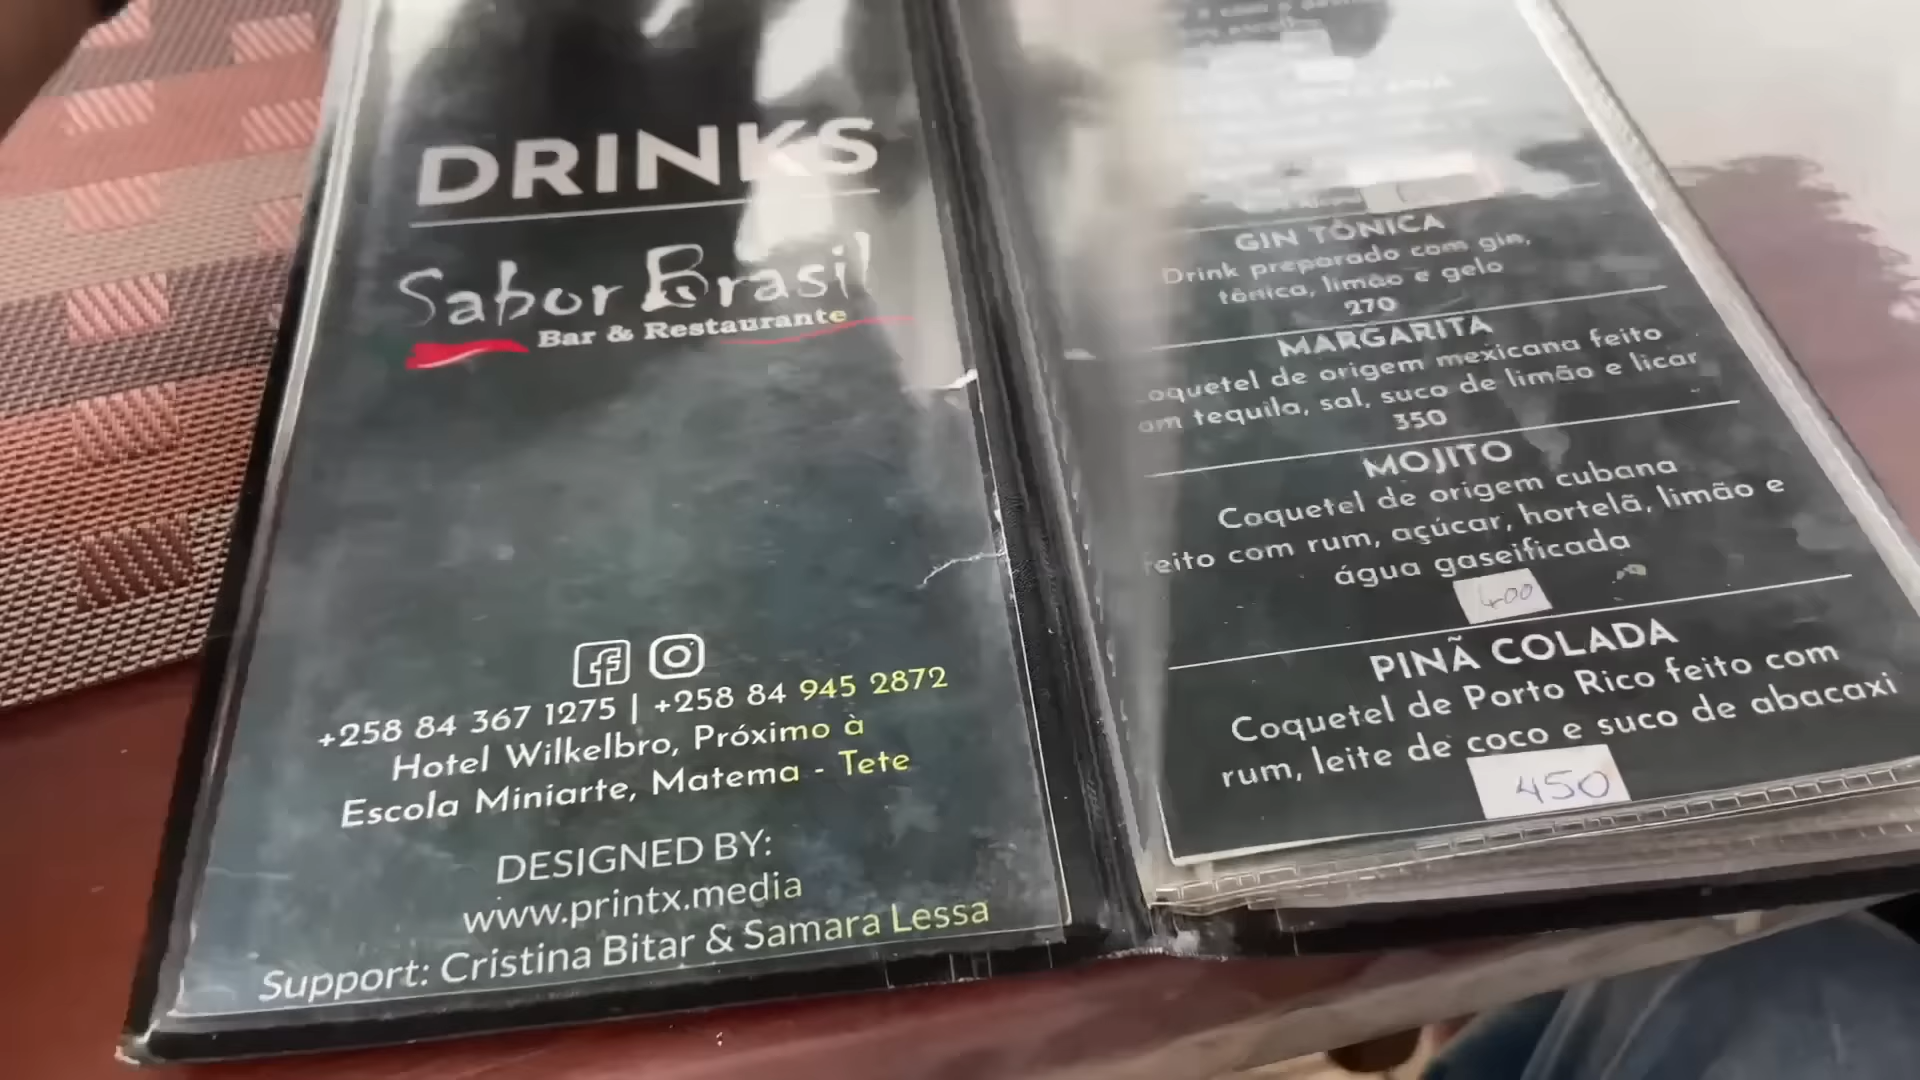 DRINKS
Sabor Brasil
Bar & Restaurante
+258 84 367 1275 | +258 84 945 2872
Hotel Wilkelbro, Próximo à
Escola Miniarte, Matema - Tete
DESIGNED BY:
www.printx.media
Support: Cristina Bitar & Samara Lessa
GIN TÔNICA
Drink preparado com gin,
tônica, limão e gelo
270
MARGARITA
oquetel de origem mexicana feito
om tequila, sal, suco de limão e licor
350
MOJITO
Coquetel de origem cubana
feito com rum, açúcar, hortelã, limão e
água gaseificada
400
PINÃ COLADA
Coquetel de Porto Rico feito com
rum, leite de coco e suco de abacaxi
450